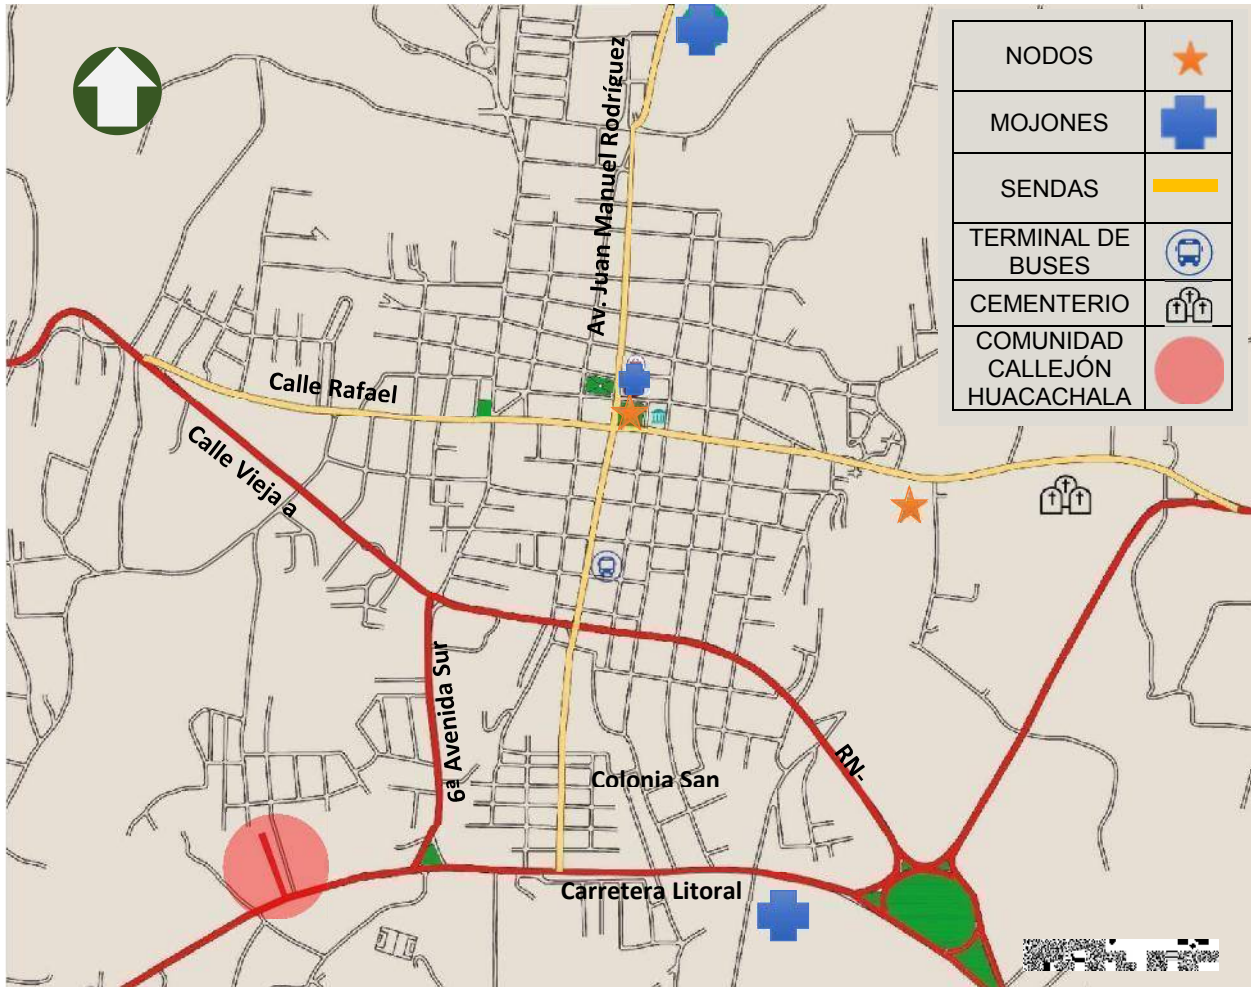 NODOS
MOJONES
SENDAS
TERMINAL DE
BUSES
CEMENTERIO
COMUNIDAD
CALLEJÓN
HUACACHALA
Av. Juan Manuel Rodríguez
Calle Rafael
Calle Vieja a
6ª Avenida Sur
RN-
Colonia San
Carretera Litoral